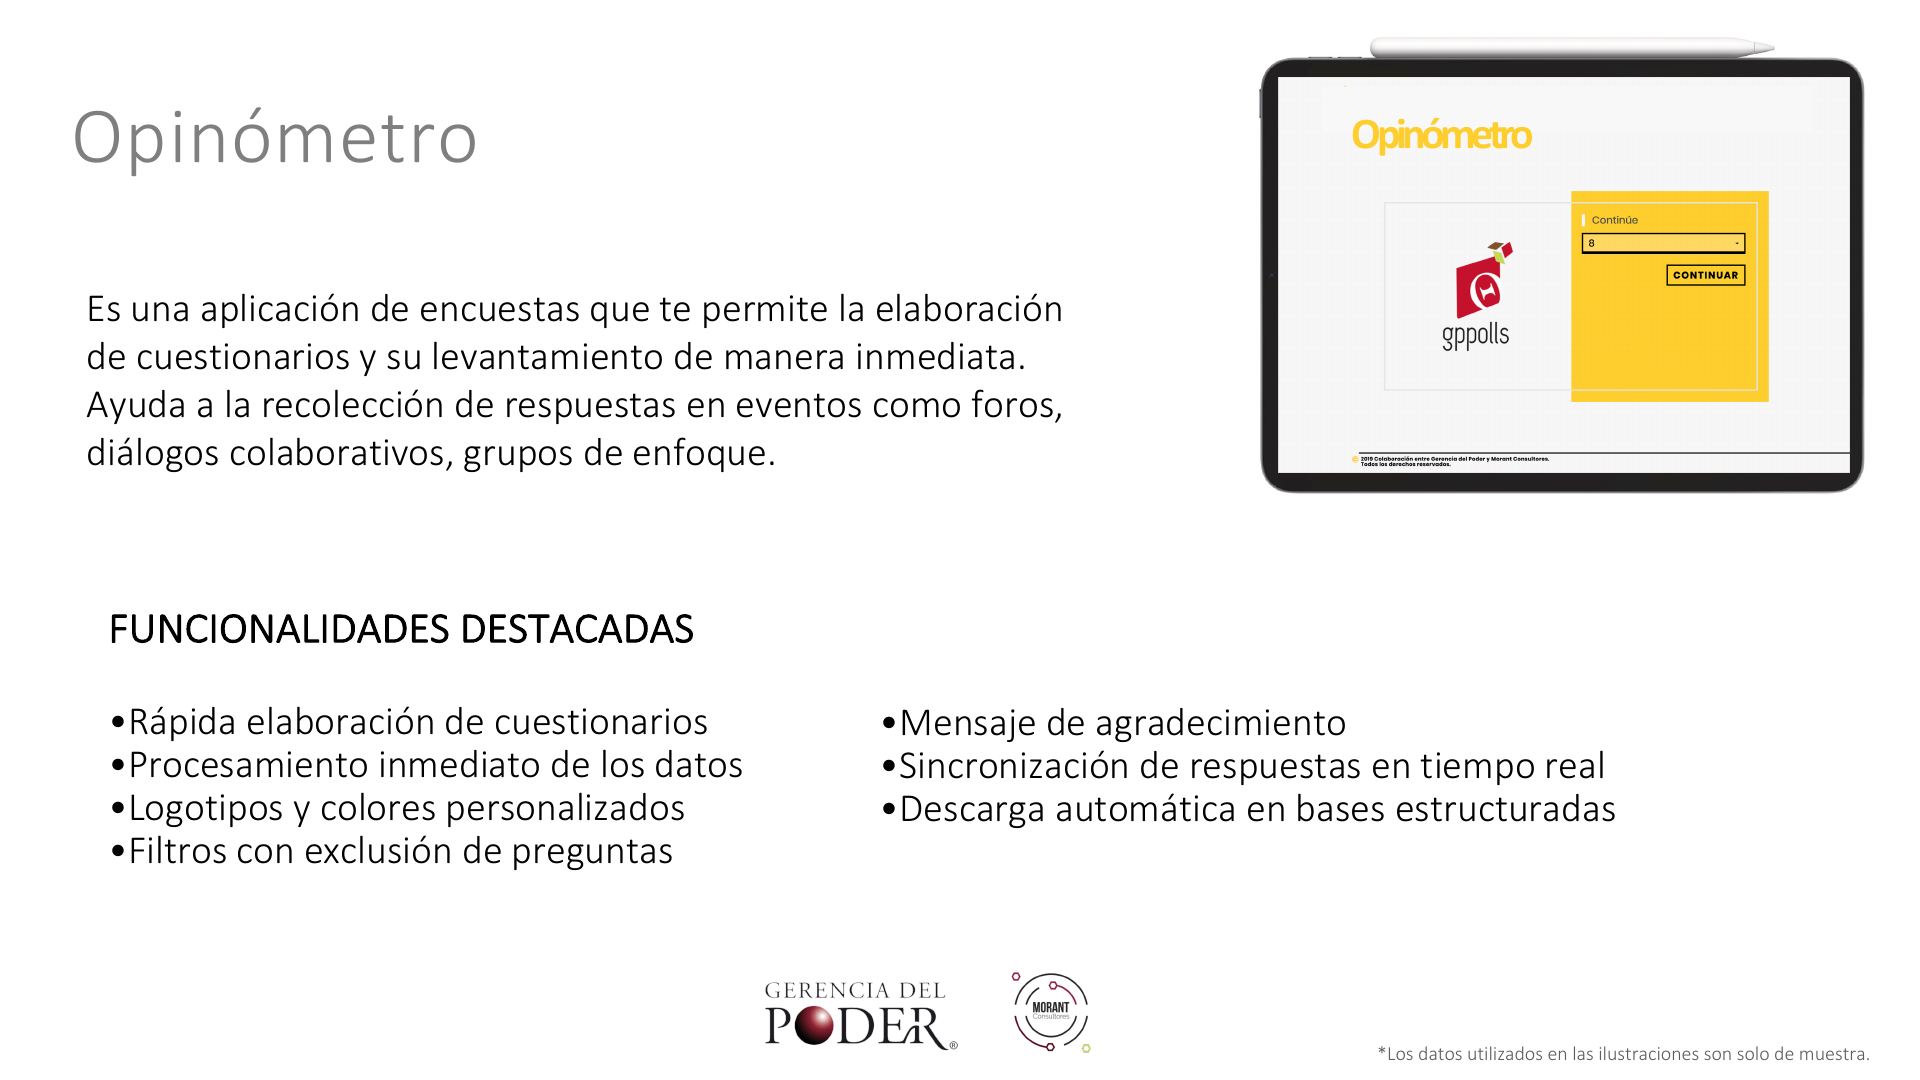 Opinómetro
Es una aplicación de encuestas que te permite la elaboración
de cuestionarios y su levantamiento de manera inmediata.
Ayuda a la recolección de respuestas en eventos como foros,
diálogos colaborativos, grupos de enfoque.
Opinómetro
gppolls
Continúe
8
CONTINUAR
2019 Colaboración entre Gerencia del Poder y Morant Consultores.
Todos los derechos reservados.
FUNCIONALIDADES DESTACADAS
•Rápida elaboración de cuestionarios
•Procesamiento inmediato de los datos
•Logotipos y colores personalizados
•Filtros con exclusión de preguntas
•Mensaje de agradecimiento
•Sincronización de respuestas en tiempo real
•Descarga automática en bases estructuradas
GERENCIA DEL
PODER®
MORANT
Consultores
*Los datos utilizados en las ilustraciones son solo de muestra.